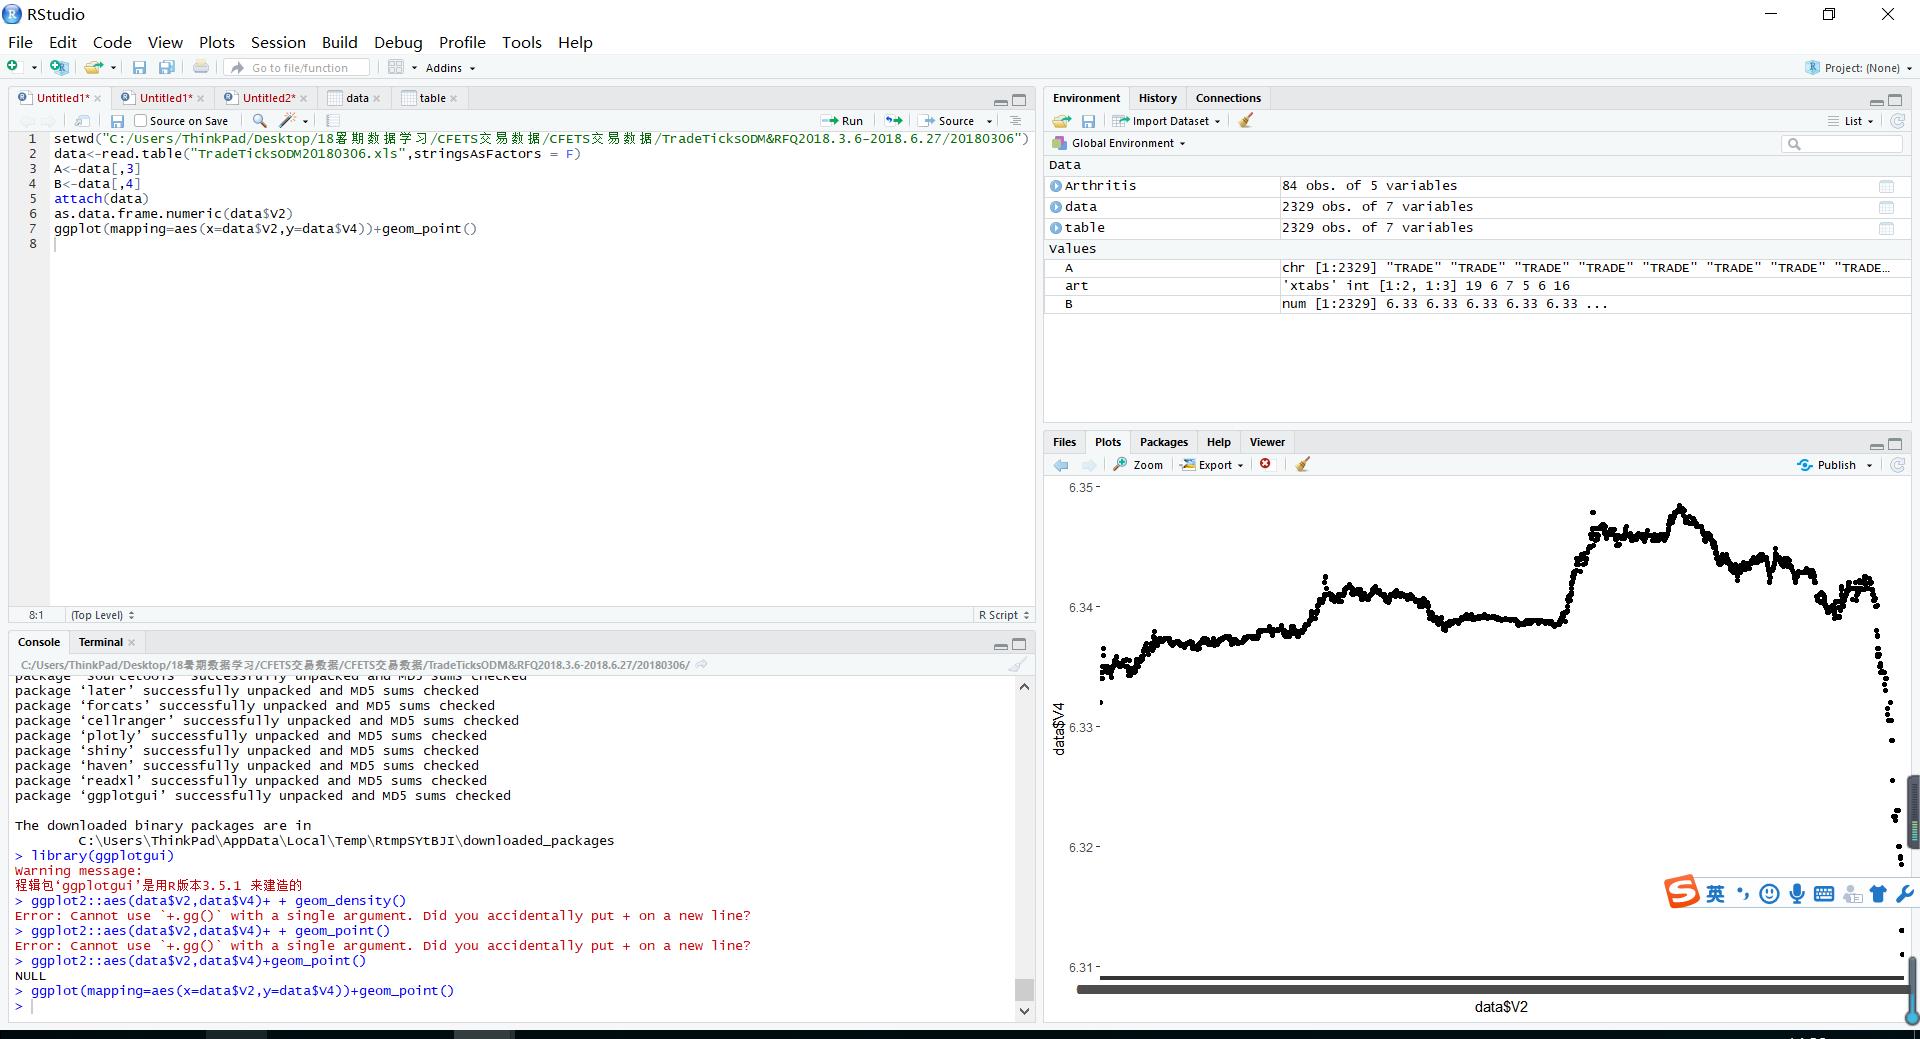 RStudio
File Edit Code View Plots Session Build Debug Profile Tools Help
Go to file/function
Addins
Project: (None)
Untitled1* Untitled1* Untitled2* data table
Source on Save
Run
Source
1 setwd("C:/Users/ThinkPad/Desktop/18暑期数据学习/CFETS交易数据/CFETS交易数据/TradeTicksODM&RFQ2018.3.6-2018.6.27/20180306")
2 data<-read.table("TradeTicksODM20180306.xls",stringsAsFactors = F)
3 A<-data[,3]
4 B<-data[,4]
5 attach(data)
6 as.data.frame.numeric(data$V2)
7 ggplot(mapping=aes(x=data$V2,y=data$V4))+geom_point()
8
8:1 (Top Level) R Script
Console Terminal
C:/Users/ThinkPad/Desktop/18暑期数据学习/CFETS交易数据/CFETS交易数据/TradeTicksODM&RFQ2018.3.6-2018.6.27/20180306/
package ‘sourcetools’ successfully unpacked and MD5 sums checked
package ‘later’ successfully unpacked and MD5 sums checked
package ‘forcats’ successfully unpacked and MD5 sums checked
package ‘cellranger’ successfully unpacked and MD5 sums checked
package ‘plotly’ successfully unpacked and MD5 sums checked
package ‘shiny’ successfully unpacked and MD5 sums checked
package ‘haven’ successfully unpacked and MD5 sums checked
package ‘readxl’ successfully unpacked and MD5 sums checked
package ‘ggplotgui’ successfully unpacked and MD5 sums checked
The downloaded binary packages are in
C:\Users\ThinkPad\AppData\Local\Temp\RtmpSYtBJI\downloaded_packages
> library(ggplotgui)
Warning message:
程辑包‘ggplotgui’是用R版本3.5.1 来建造的
> ggplot2::aes(data$V2,data$V4)+ + geom_density()
Error: Cannot use `+.gg()` with a single argument. Did you accidentally put + on a new line?
> ggplot2::aes(data$V2,data$V4)+ + geom_point()
Error: Cannot use `+.gg()` with a single argument. Did you accidentally put + on a new line?
> ggplot2::aes(data$V2,data$V4)+geom_point()
NULL
> ggplot(mapping=aes(x=data$V2,y=data$V4))+geom_point()
>
Environment History Connections
Import Dataset
List
Global Environment
Data
Arthritis 84 obs. of 5 variables
data 2329 obs. of 7 variables
table 2329 obs. of 7 variables
Values
A chr [1:2329] "TRADE" "TRADE" "TRADE" "TRADE" "TRADE" "TRADE" "TRADE" "TRADE…
art 'xtabs' int [1:2, 1:3] 19 6 7 5 6 16
B num [1:2329] 6.33 6.33 6.33 6.33 6.33 ...
Files Plots Packages Help Viewer
Zoom Export Publish
6.35
6.34
6.33
6.32
6.31
data$V4
data$V2
S 英